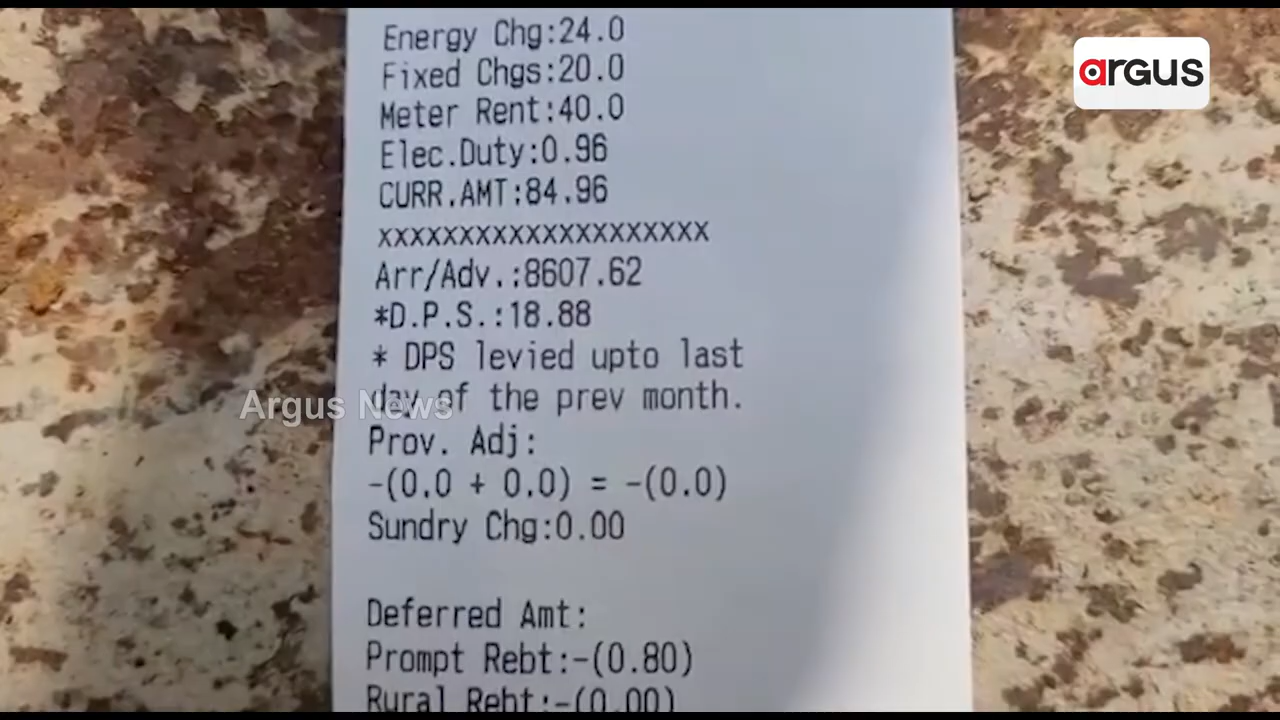 Energy Chg:24.0
Fixed Chgs:20.0
Meter Rent:40.0
Elec.Duty:0.96
CURR.AMT:84.96
xxxxxxxxxxxxxxxxxxxx
Arr/Adv.:8607.62
*D.P.S.:18.88
* DPS levied upto last
day of the prev month.
Prov. Adj:
-(0.0 + 0.0) = -(0.0)
Sundry Chg:0.00
Deferred Amt:
Prompt Rebt:-(0.80)
Rural Rebt:-(0.00)
argus
Argus News